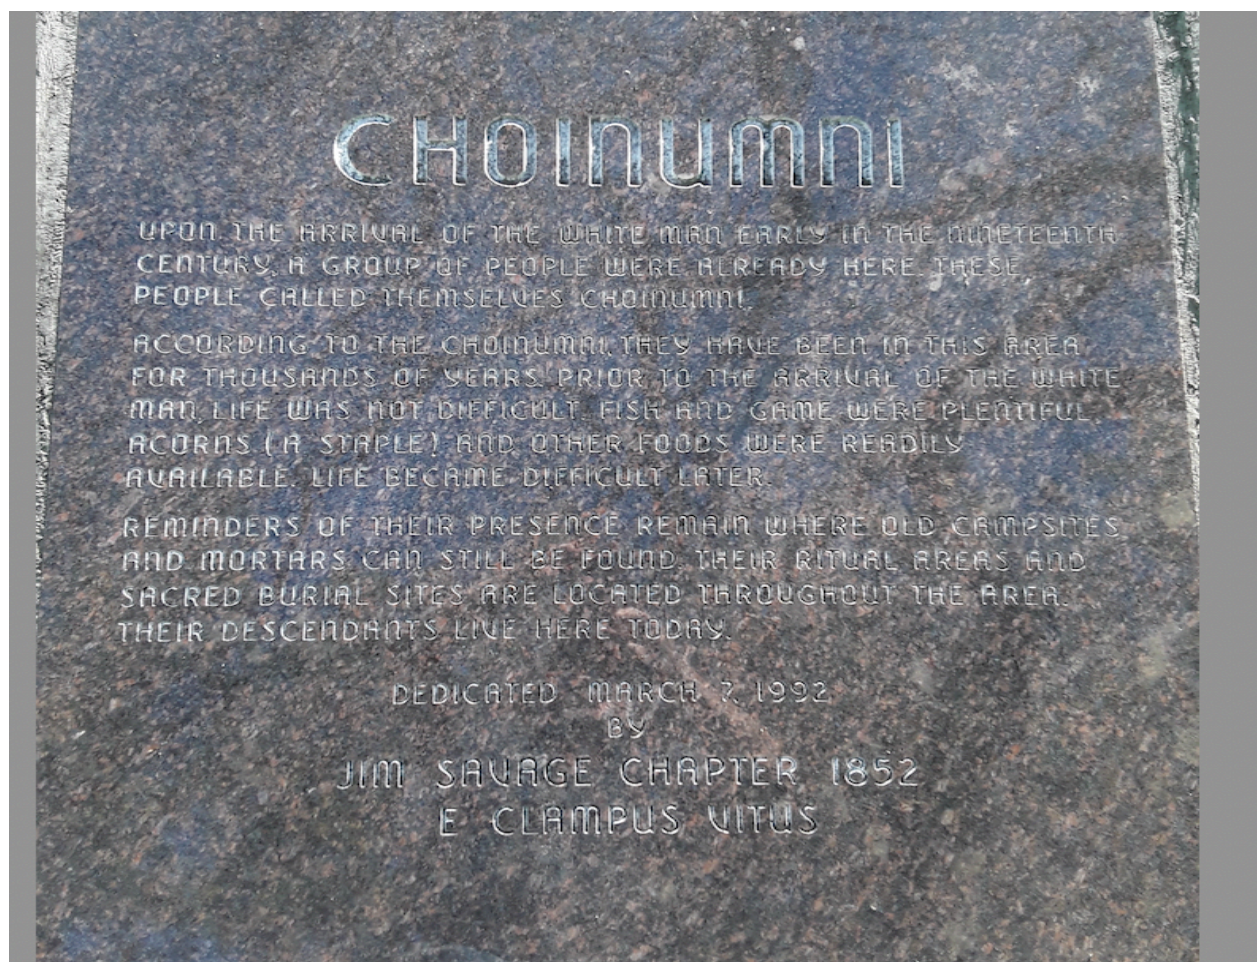 CHOINUMNI
UPON THE ARRIVAL OF THE WHITE MAN EARLY IN THE NINETEENTH
CENTURY, A GROUP OF PEOPLE WERE ALREADY HERE. THESE
PEOPLE CALLED THEMSELVES CHOINUMNI.
ACCORDING TO THE CHOINUMNI, THEY HAVE BEEN IN THIS AREA
FOR THOUSANDS OF YEARS. PRIOR TO THE ARRIVAL OF THE WHITE
MAN, LIFE WAS NOT DIFFICULT. FISH AND GAME WERE PLENTIFUL.
ACORNS (A STAPLE) AND OTHER FOODS WERE READILY
AVAILABLE. LIFE BECAME DIFFICULT LATER.
REMINDERS OF THEIR PRESENCE REMAIN WHERE OLD CAMPSITES
AND MORTARS CAN STILL BE FOUND. THEIR RITUAL AREAS AND
SACRED BURIAL SITES ARE LOCATED THROUGHOUT THE AREA.
THEIR DESCENDANTS LIVE HERE TODAY.
DEDICATED MARCH 7, 1992
BY
JIM SAVAGE CHAPTER 1852
E CLAMPUS VITUS